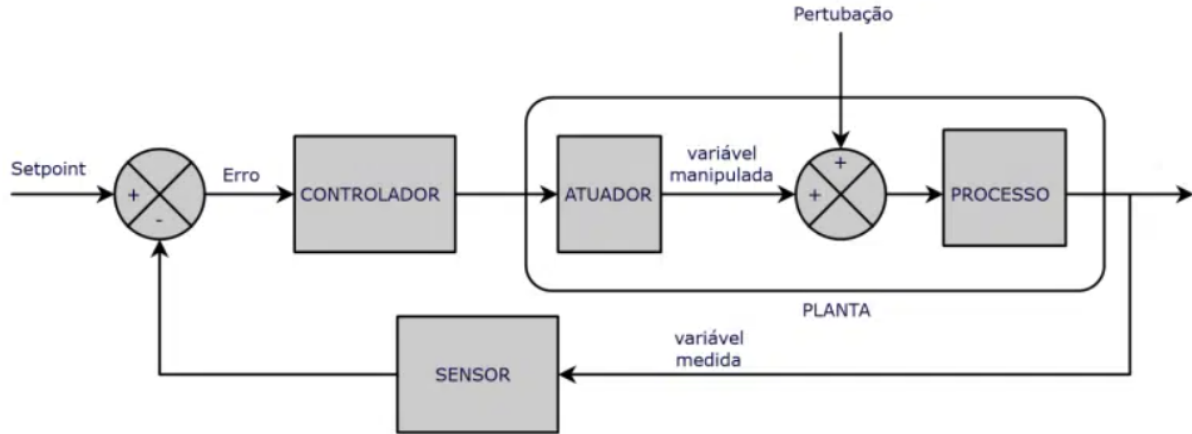 Pertubação
Setpoint
+
-
Erro
CONTROLADOR
ATUADOR
variável
manipulada
+
+
PROCESSO
PLANTA
SENSOR
variável
medida